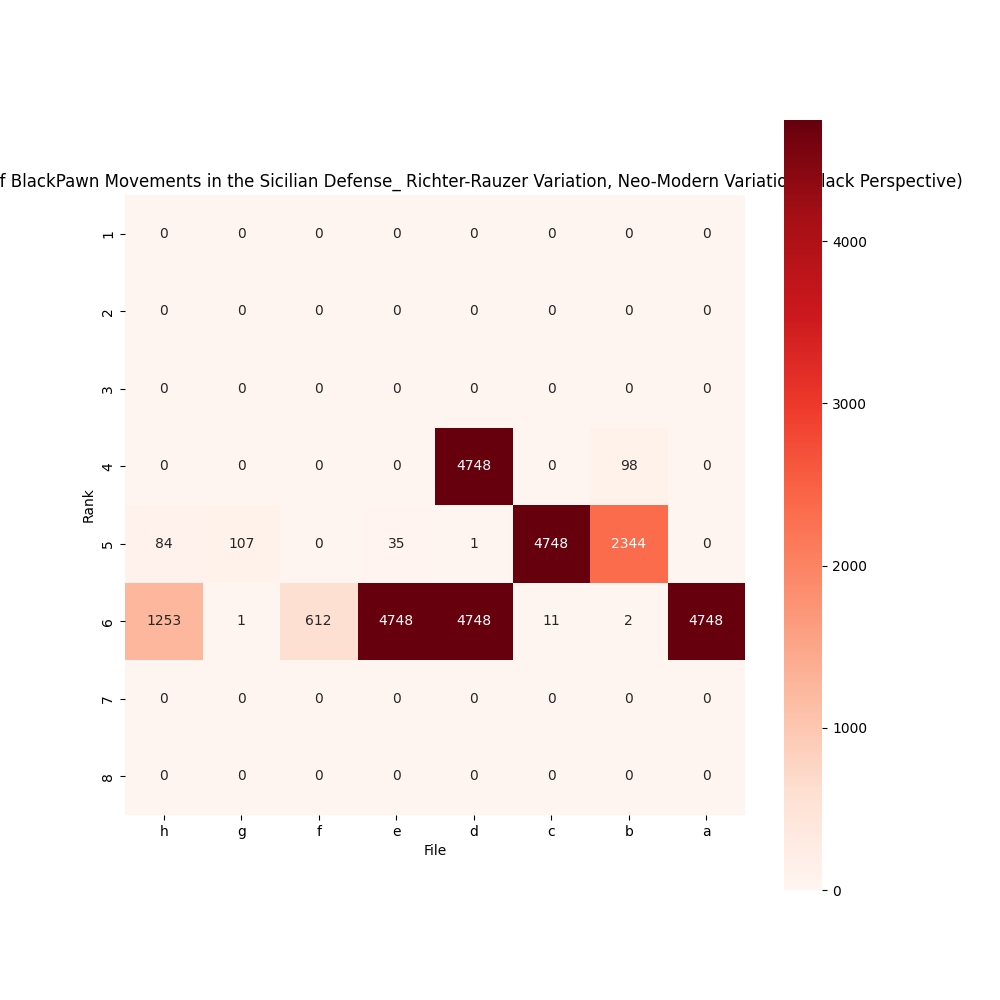 f BlackPawn Movements in the Sicilian Defense_ Richter-Rauzer Variation, Neo-Modern Variatio lack Perspective)
4000
3000
2000
1000
0
Rank
1 0 0 0 0 0 0 0 0
2 0 0 0 0 0 0 0 0
3 0 0 0 0 0 0 0 0
4 0 0 0 0 4748 0 98 0
5 84 107 0 35 1 4748 2344 0
6 1253 1 612 4748 4748 11 2 4748
7 0 0 0 0 0 0 0 0
8 0 0 0 0 0 0 0 0
h g f e d c b a
File